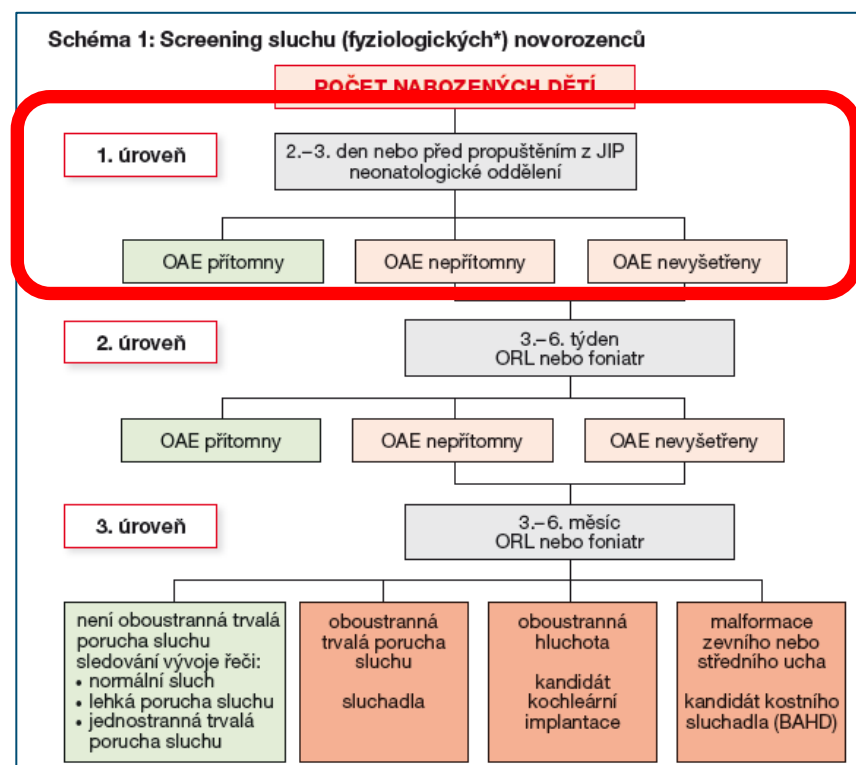 Schéma 1: Screening sluchu (fyziologických*) novorozenců
POČET NAROZENÝCH DĚTÍ
1. úroveň
2.–3. den nebo před propuštěním z JIP
neonatologické oddělení
OAE přítomny
OAE nepřítomny
OAE nevyšetřeny
2. úroveň
3.–6. týden
ORL nebo foniatr
OAE přítomny
OAE nepřítomny
OAE nevyšetřeny
3. úroveň
3.–6. měsíc
ORL nebo foniatr
není oboustranná trvalá
porucha sluchu
sledování vývoje řeči:
• normální sluch
• lehká porucha sluchu
• jednostranná trvalá
porucha sluchu
oboustranná
trvalá porucha
sluchu
sluchadla
oboustranná
hluchota
kandidát
kochleární
implantace
malformace
zevního nebo
středního ucha
kandidát kostního
sluchadla (BAHD)